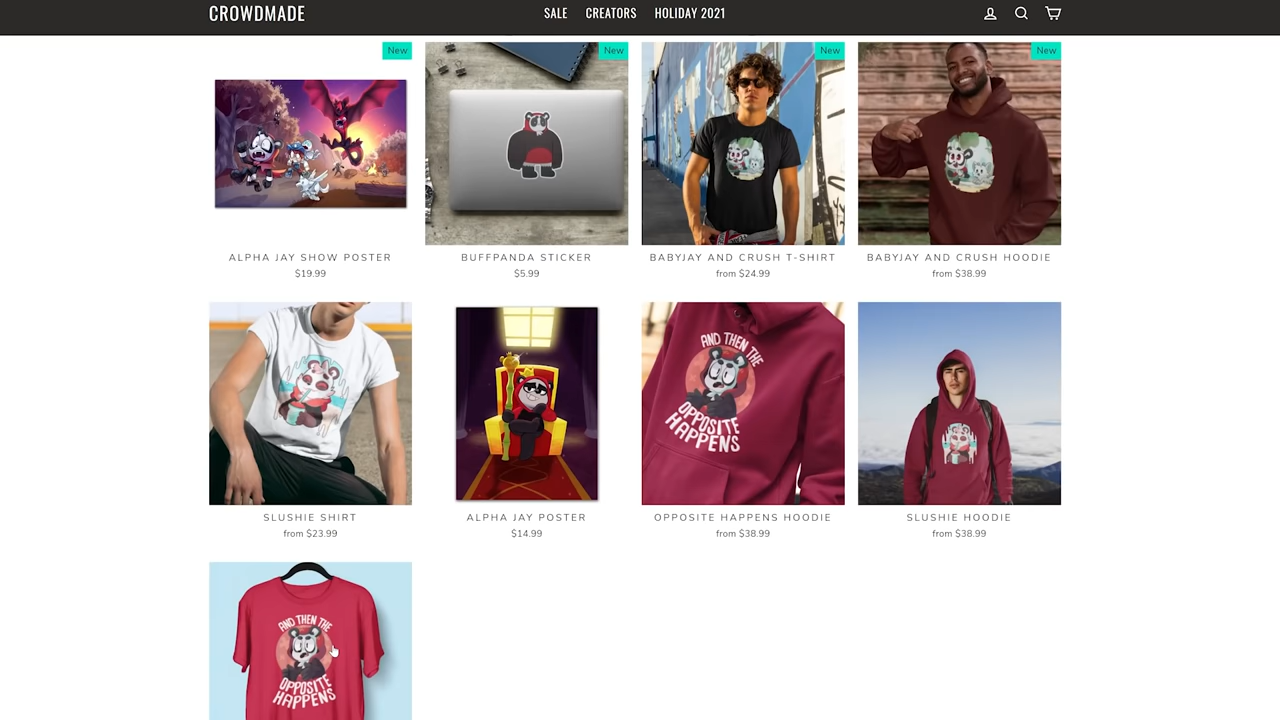 CROWDMADE
SALE CREATORS HOLIDAY 2021
New
New
New
New
ALPHA JAY SHOW POSTER
$19.99
BUFFPANDA STICKER
$5.99
BABYJAY AND CRUSH T-SHIRT
from $24.99
BABYJAY AND CRUSH HOODIE
from $38.99
AND THEN THE
OPPOSITE
HAPPENS
SLUSHIE SHIRT
from $23.99
ALPHA JAY POSTER
$14.99
OPPOSITE HAPPENS HOODIE
from $38.99
SLUSHIE HOODIE
from $38.99
AND THEN THE
OPPOSITE
HAPPENS